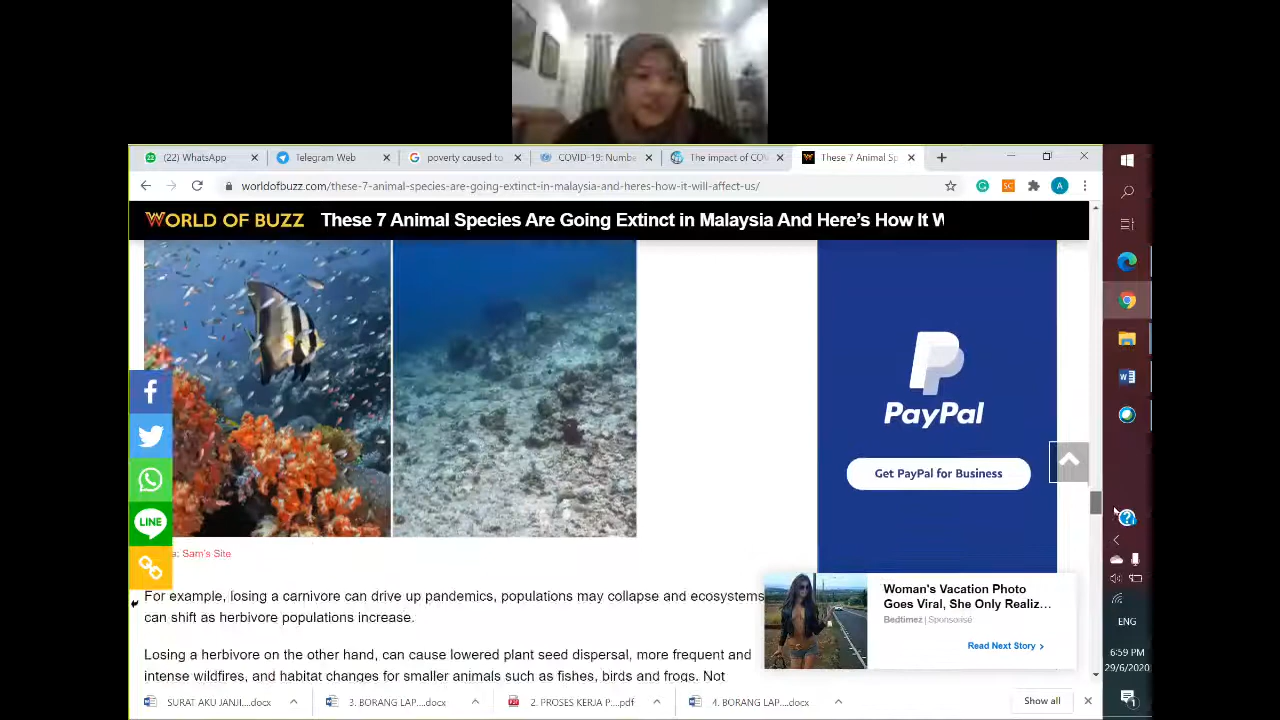 (22) WhatsApp
Telegram Web
poverty caused to
COVID-19: Numbe
The impact of COV
These 7 Animal Sp
worldofbuzz.com/these-7-animal-species-are-going-extinct-in-malaysia-and-heres-how-it-will-affect-us/
SC
A
WORLD OF BUZZ These 7 Animal Species Are Going Extinct in Malaysia And Here's How It W
PayPal
Get PayPal for Business
LINE
a: Sam's Site
For example, losing a carnivore can drive up pandemics, populations may collapse and ecosystems
can shift as herbivore populations increase.
Losing a herbivore on other hand, can cause lowered plant seed dispersal, more frequent and
intense wildfires, and habitat changes for smaller animals such as fishes, birds and frogs. Not
Woman's Vacation Photo
Goes Viral, She Only Realiz...
Bedtimez | Sponsorisé
Read Next Story
ENG
6:59 PM
29/6/2020
SURAT AKU JANJI....docx
3. BORANG LAP....docx
2. PROSES KERJA P....pdf
4. BORANG LAP....docx
Show all